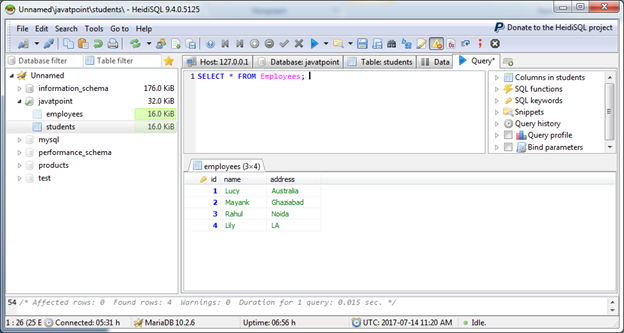 Unnamed\javatpoint\students\ - HeidiSQL 9.4.0.5125
File Edit Search Tools Go to Help
Donate to the HeidiSQL project
Database filter Table filter
Host: 127.0.0.1 Database: javatpoint Table: students Data Query*
Unnamed
information_schema 176.0 KiB
javatpoint 32.0 KiB
employees 16.0 KiB
students 16.0 KiB
mysql
performance_schema
products
test
1 SELECT * FROM Employees;
Columns in students
SQL functions
SQL keywords
Snippets
Query history
Query profile
Bind parameters
employees (3×4)
id name address
1 Lucy Australia
2 Mayank Ghaziabad
3 Rahul Noida
4 Lily LA
54 /* Affected rows: 0 Found rows: 4 Warnings: 0 Duration for 1 query: 0.015 sec. */
1 : 26 (25 E Connected: 05:31 h MariaDB 10.2.6 Uptime: 06:56 h UTC: 2017-07-14 11:20 AM Idle.